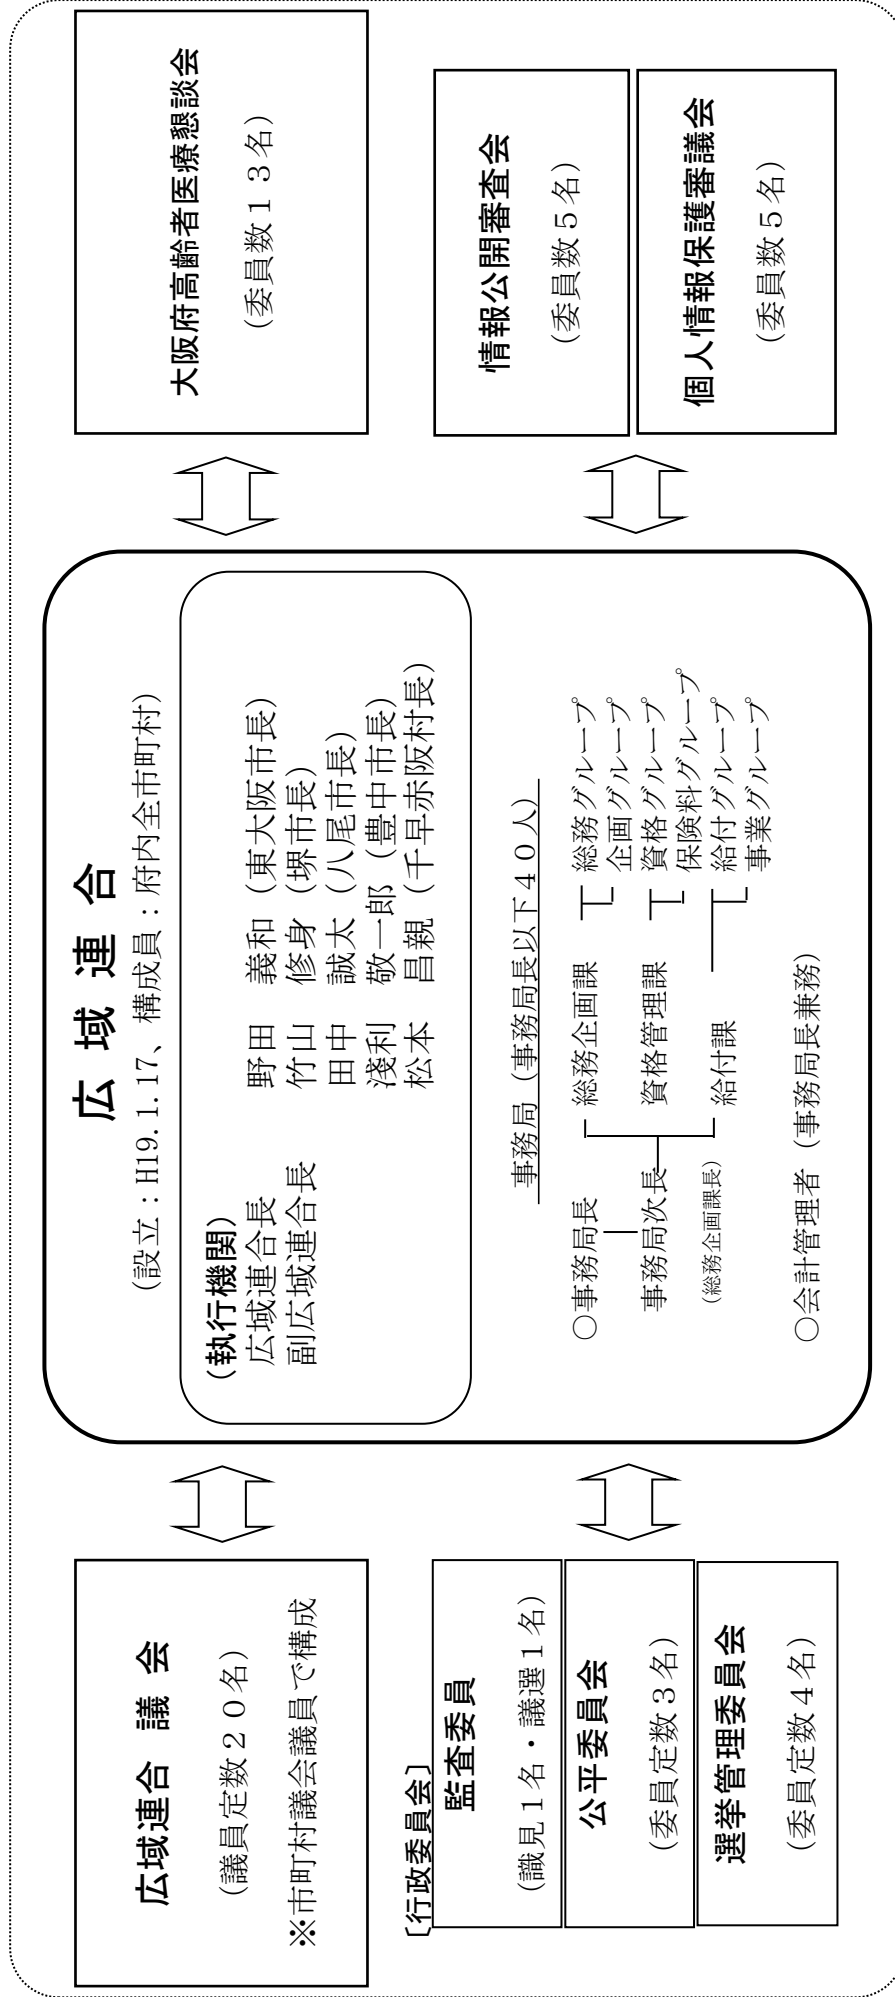 広域連合 議会
（議員定数２０名）
※市町村議会議員で構成
〔行政委員会〕
監査委員
（識見１名・議選１名）
公平委員会
（委員定数３名）
選挙管理委員会
（委員定数４名）
広域連合
（設立：H19.1.17、構成員：府内全市町村）
（執行機関）
広域連合長 野田 義和（東大阪市長）
副広域連合長 竹山 修身（堺市長）
田中 誠太（八尾市長）
淺利 敬一郎（豊中市長）
松本 昌親（千早赤阪村長）
事務局（事務局長以下４０人）
○事務局長 総務企画課 総務グループ
企画グループ
事務局次長 資格管理課 資格グループ
保険料グループ
（総務企画課長） 給付課 給付グループ
事業グループ
○会計管理者（事務局長兼務）
大阪府高齢者医療懇談会
（委員数１３名）
情報公開審査会
（委員数５名）
個人情報保護審議会
（委員数５名）